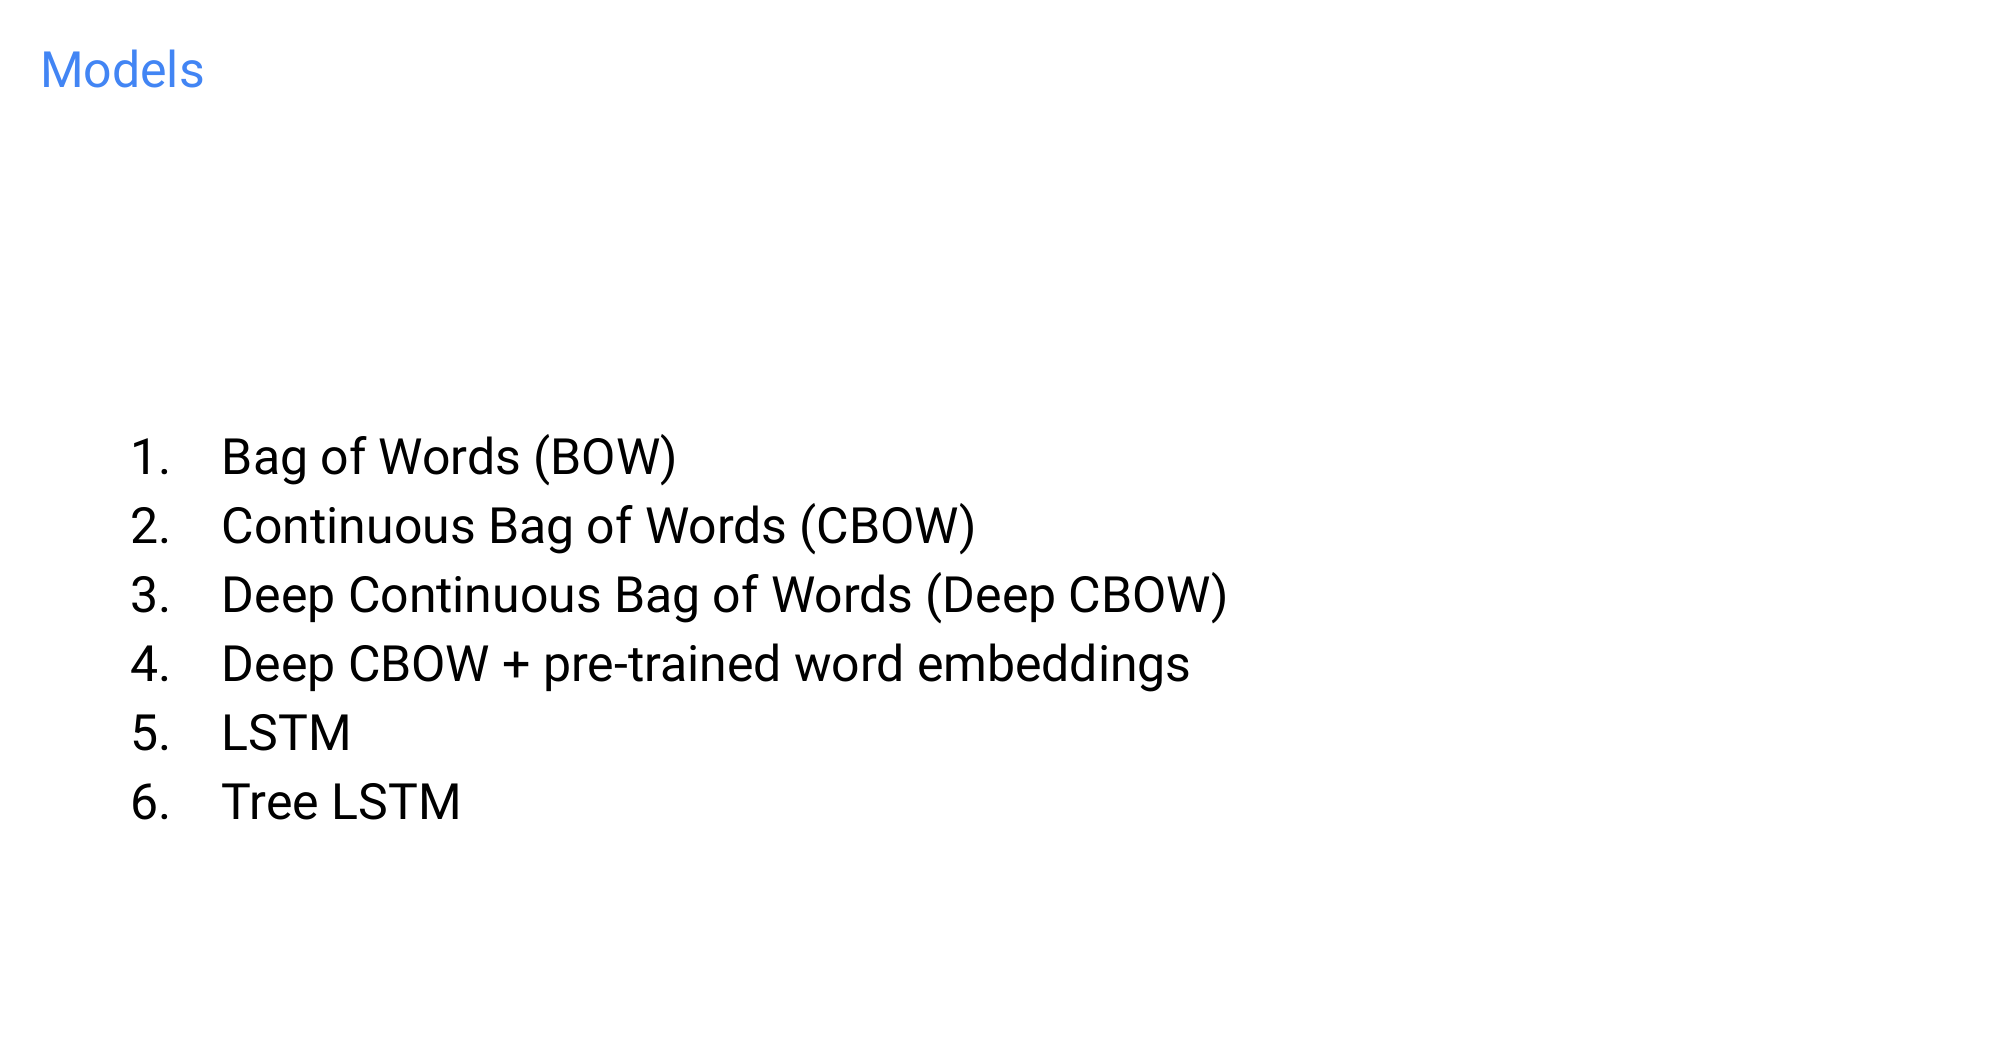 Models
1. Bag of Words (BOW)
2. Continuous Bag of Words (CBOW)
3. Deep Continuous Bag of Words (Deep CBOW)
4. Deep CBOW + pre-trained word embeddings
5. LSTM
6. Tree LSTM